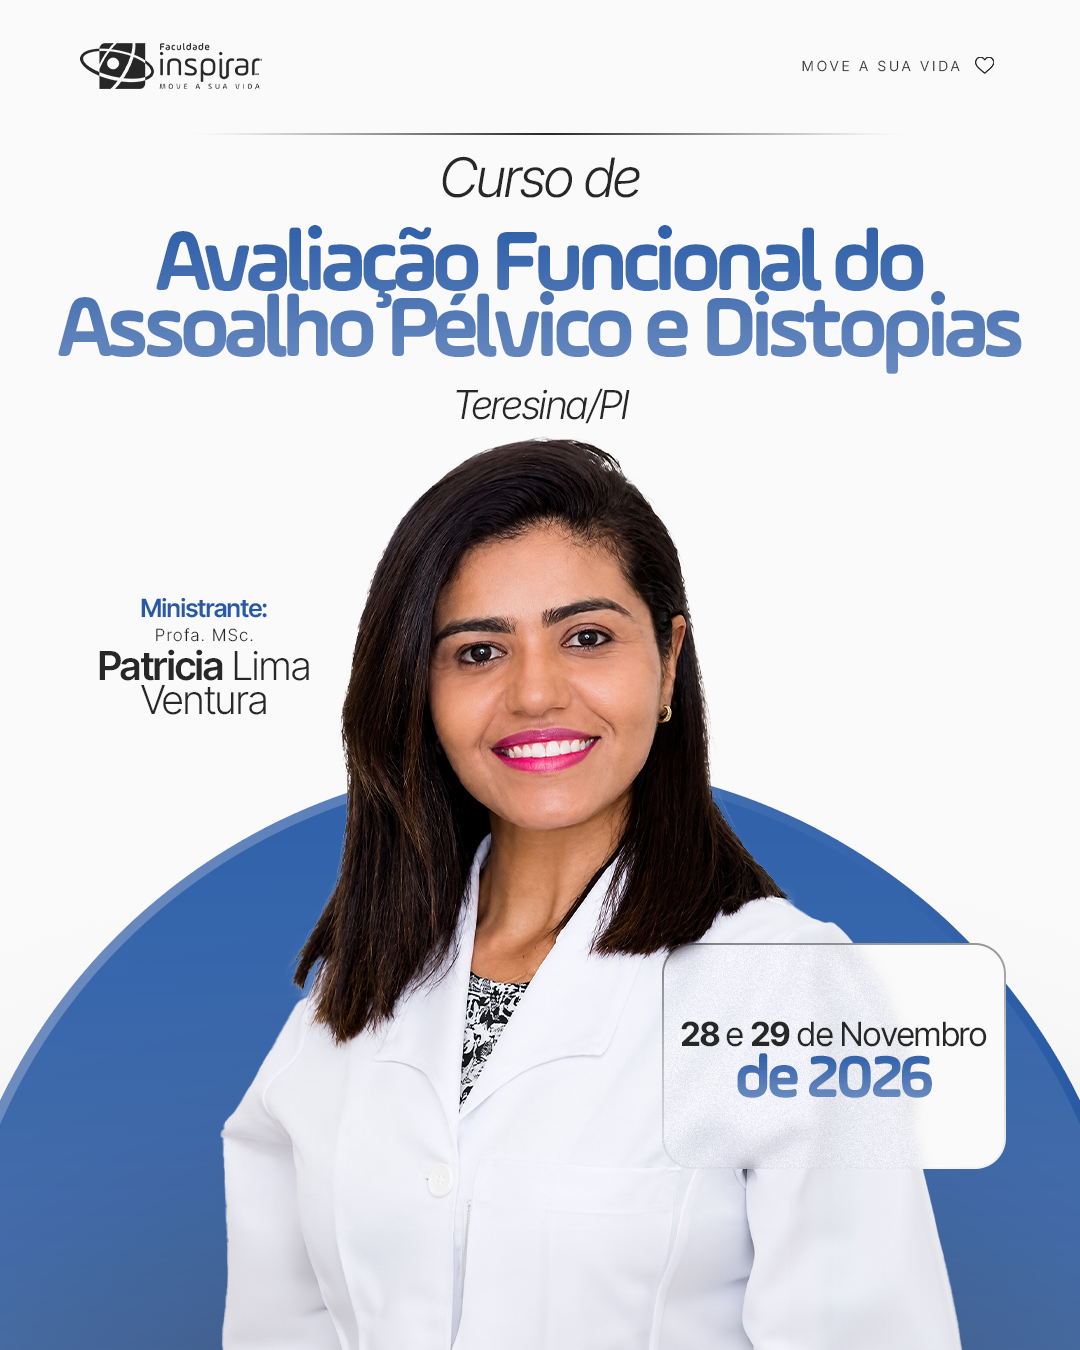 Faculdade
inspirar
MOVE A SUA VIDA
MOVE A SUA VIDA
Curso de
Avaliação Funcional do
Assoalho Pélvico e Distopias
Teresina/PI
Ministrante:
Profa. MSc.
Patricia Lima
Ventura
28 e 29 de Novembro
de 2026